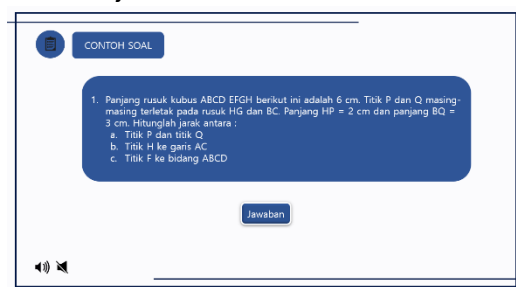 CONTOH SOAL
1. Panjang rusuk kubus ABCD EFGH berikut ini adalah 6 cm. Titik P dan Q masing-
masing terletak pada rusuk HG dan BC. Panjang HP = 2 cm dan panjang BQ =
3 cm. Hitunglah jarak antara :
a. Titik P dan titik Q
b. Titik H ke garis AC
c. Titik F ke bidang ABCD
Jawaban